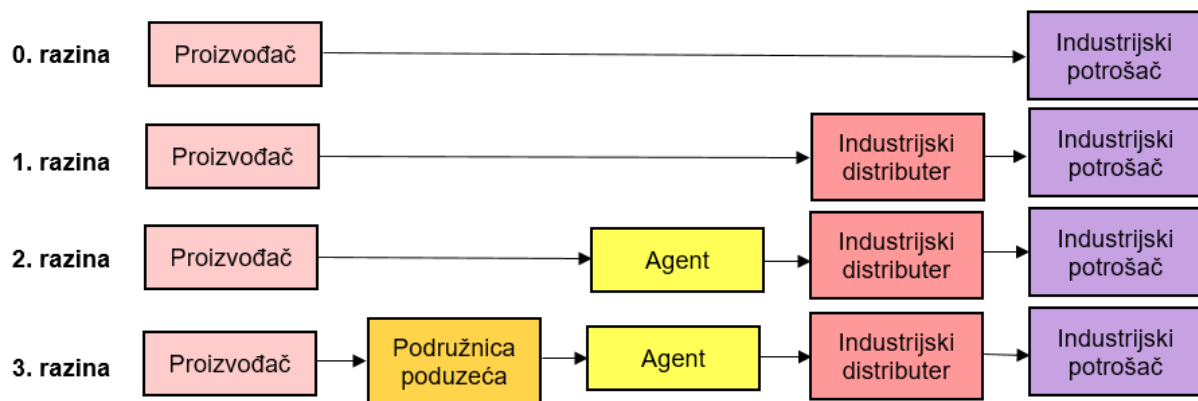 0. razina
Proizvođač
Industrijski
potrošač
1. razina
Proizvođač
Industrijski
distributer
Industrijski
potrošač
2. razina
Proizvođač
Agent
Industrijski
distributer
Industrijski
potrošač
3. razina
Proizvođač
Podružnica
poduzeća
Agent
Industrijski
distributer
Industrijski
potrošač